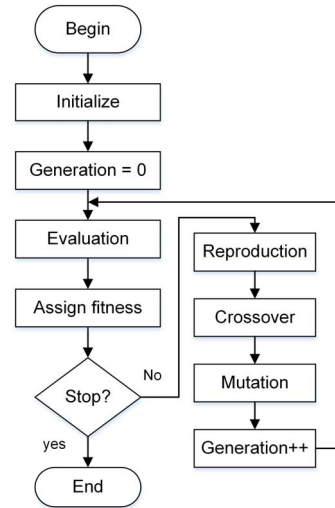 Begin
Initialize
Generation = 0
Evaluation
Assign fitness
Stop?
No
yes
End
Reproduction
Crossover
Mutation
Generation++